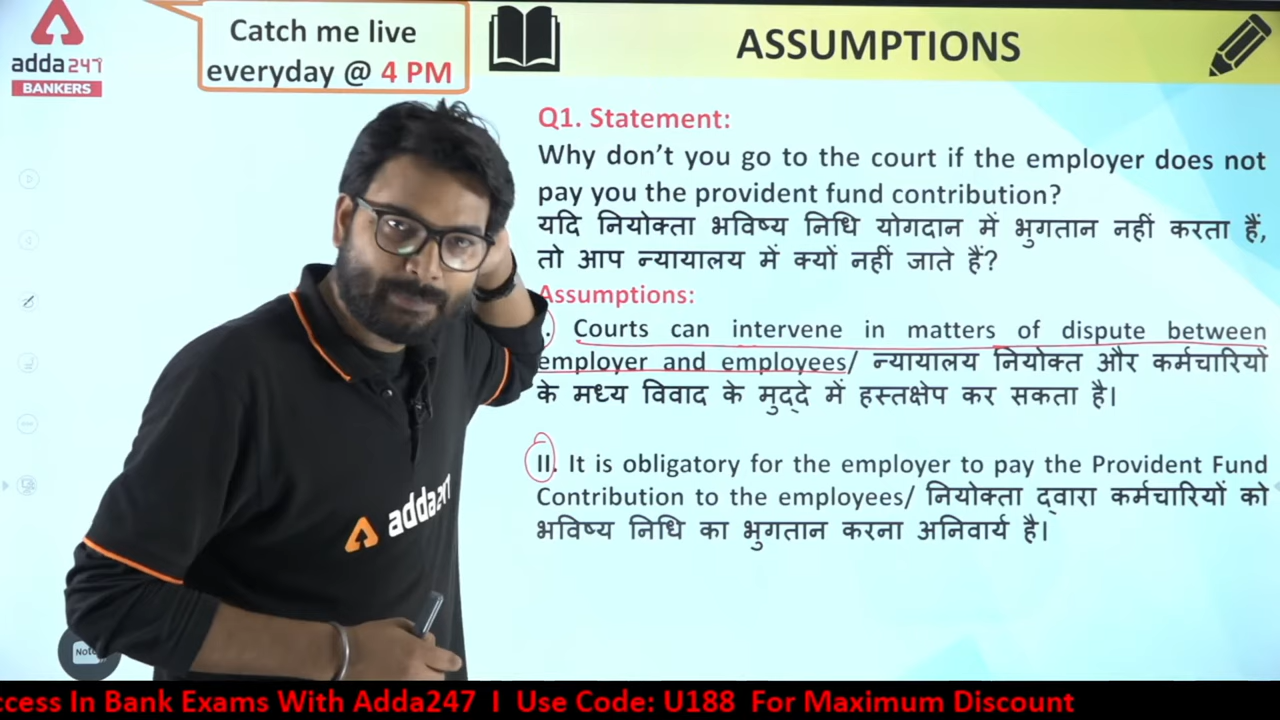 adda247
BANKERS
Catch me live
everyday @ 4 PM
ASSUMPTIONS
Q1. Statement:
Why don't you go to the court if the employer does not
pay you the provident fund contribution?
यदि नियोक्ता भविष्य निधि योगदान में भुगतान नहीं करता हैं,
तो आप न्यायालय में क्यों नहीं जाते हैं?
Assumptions:
. Courts can intervene in matters of dispute between
employer and employees/ न्यायालय नियोक्त और कर्मचारियों
के मध्य विवाद के मुद्दे में हस्तक्षेप कर सकता है।
II. It is obligatory for the employer to pay the Provident Fund
Contribution to the employees/ नियोक्ता द्वारा कर्मचारियों को
भविष्य निधि का भुगतान करना अनिवार्य है।
adda247
Note
ccess In Bank Exams With Adda247 I Use Code: U188 For Maximum Discount